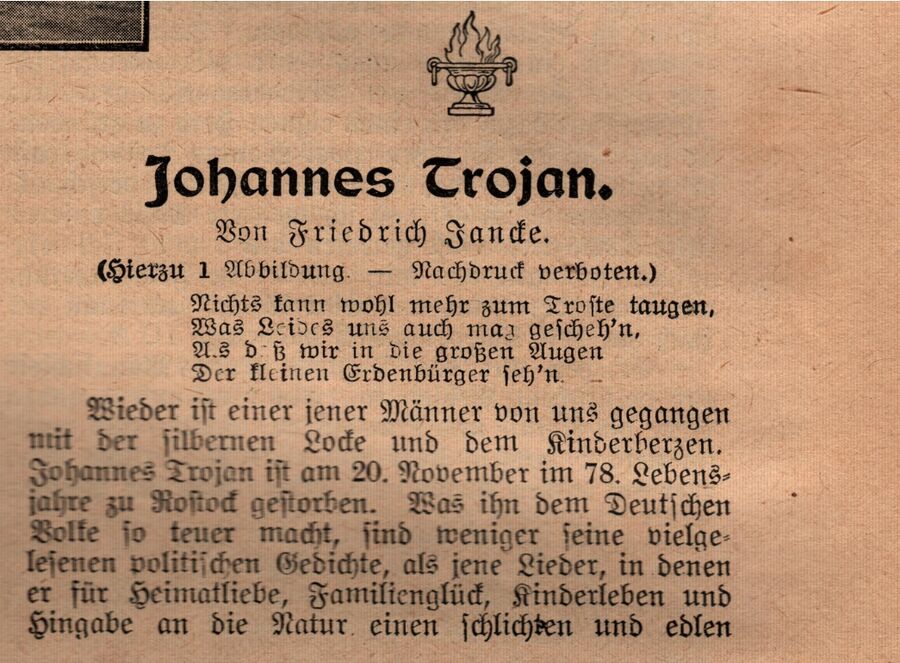 Johannes Trojan.
Von Friedrich Jancke.
(Hierzu 1 Abbildung. — Nachdruck verboten.)
Nichts kann wohl mehr zum Troste taugen,
Was Leides uns auch mag gescheh'n,
Als daß wir in die großen Augen
Der kleinen Erdenbürger seh'n.
Wieder ist einer jener Männer von uns gegangen
mit der silbernen Locke und dem Kinderherzen.
Johannes Trojan ist am 20. November im 78. Lebens-
jahre zu Rostock gestorben. Was ihn dem Deutschen
Volke so teuer macht, sind weniger seine vielge-
lesenen politischen Gedichte, als jene Lieder, in denen
er für Heimatliebe, Familienglück, Kinderleben und
Hingabe an die Natur einen schlichten und edlen